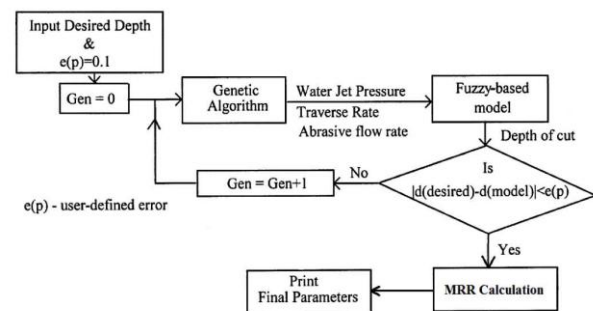 Input Desired Depth
&
e(p)=0.1
Gen = 0
Genetic
Algorithm
Water Jet Pressure
Traverse Rate
Abrasive flow rate
Fuzzy-based
model
Depth of cut
Is
|d(desired)-d(model)|<e(p)
No
Gen = Gen+1
e(p) - user-defined error
Yes
MRR Calculation
Print
Final Parameters